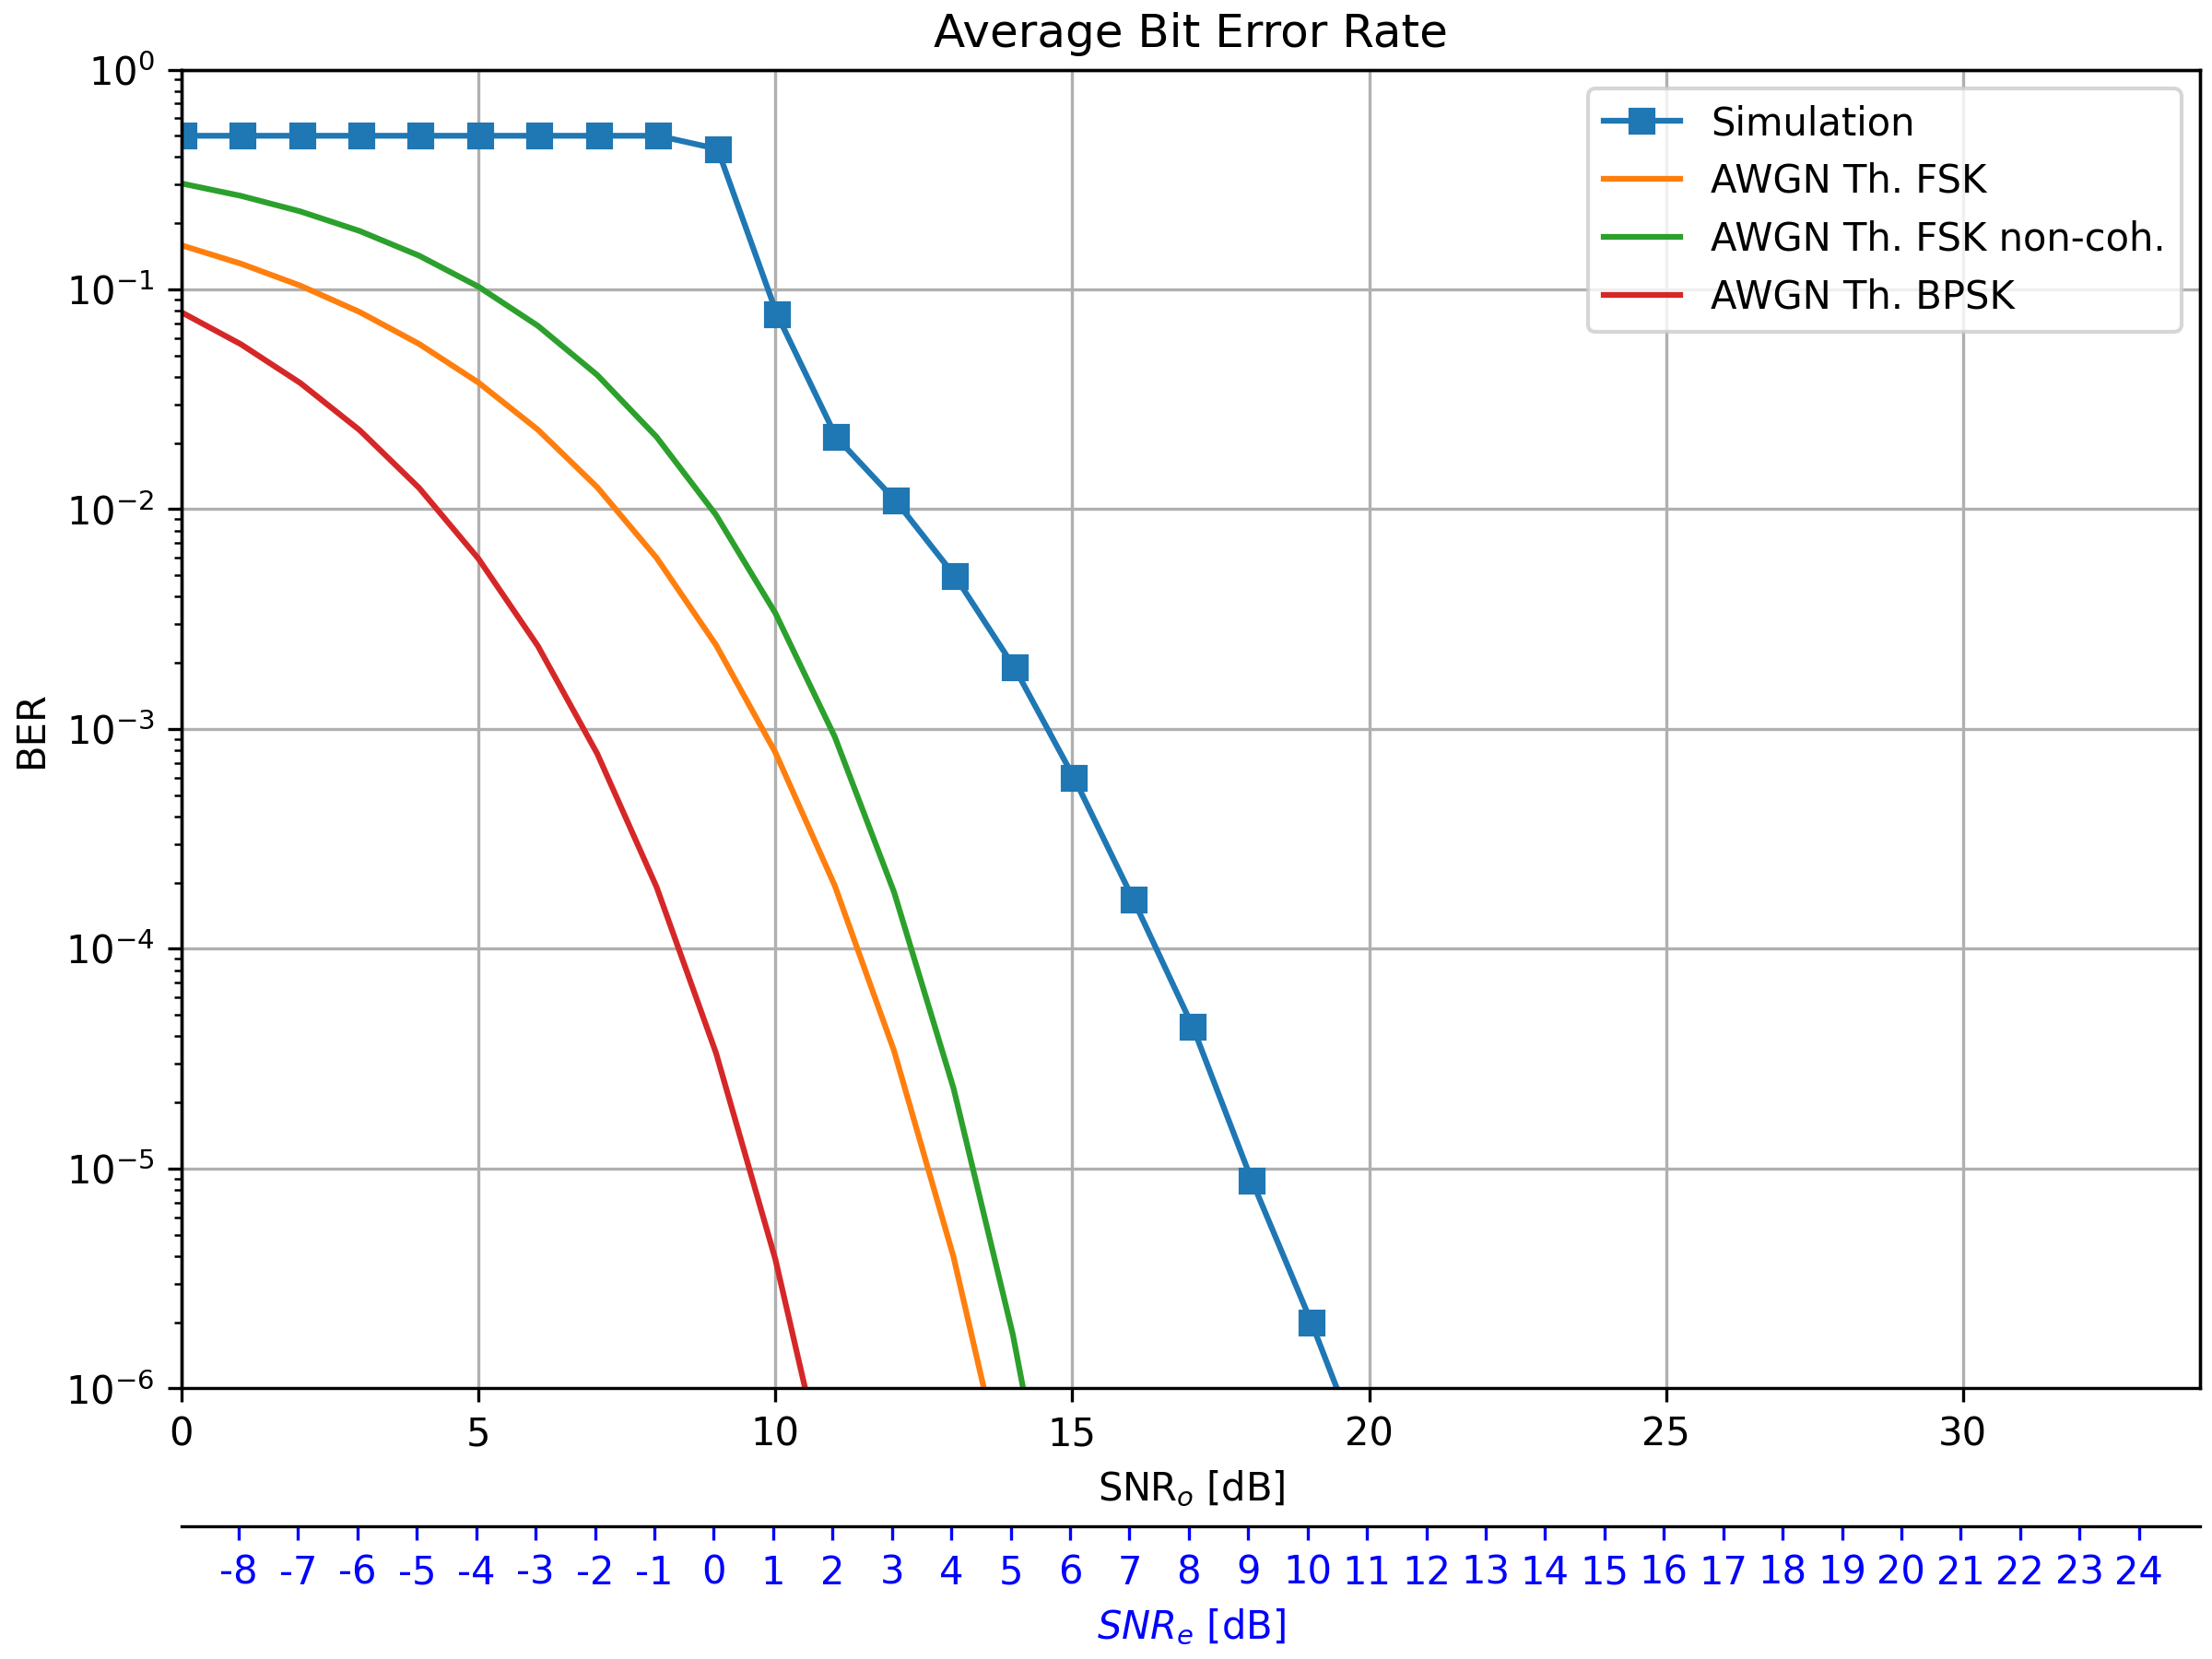 Average Bit Error Rate
10⁰
10⁻¹
10⁻²
10⁻³
10⁻⁴
10⁻⁵
10⁻⁶
BER
Simulation
AWGN Th. FSK
AWGN Th. FSK non-coh.
AWGN Th. BPSK
0 5 10 15 20 25 30
SNRₒ [dB]
-8 -7 -6 -5 -4 -3 -2 -1 0 1 2 3 4 5 6 7 8 9 10 11 12 13 14 15 16 17 18 19 20 21 22 23 24
SNRₑ [dB]